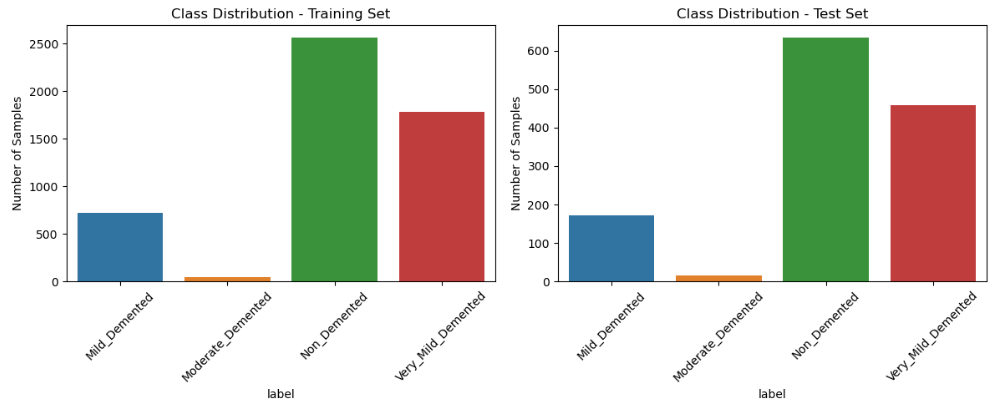 Class Distribution - Training Set
Number of Samples
2500
2000
1500
1000
500
0
Mild_Demented
Moderate_Demented
Non_Demented
Very_Mild_Demented
label
Class Distribution - Test Set
Number of Samples
600
500
400
300
200
100
0
Mild_Demented
Moderate_Demented
Non_Demented
Very_Mild_Demented
label